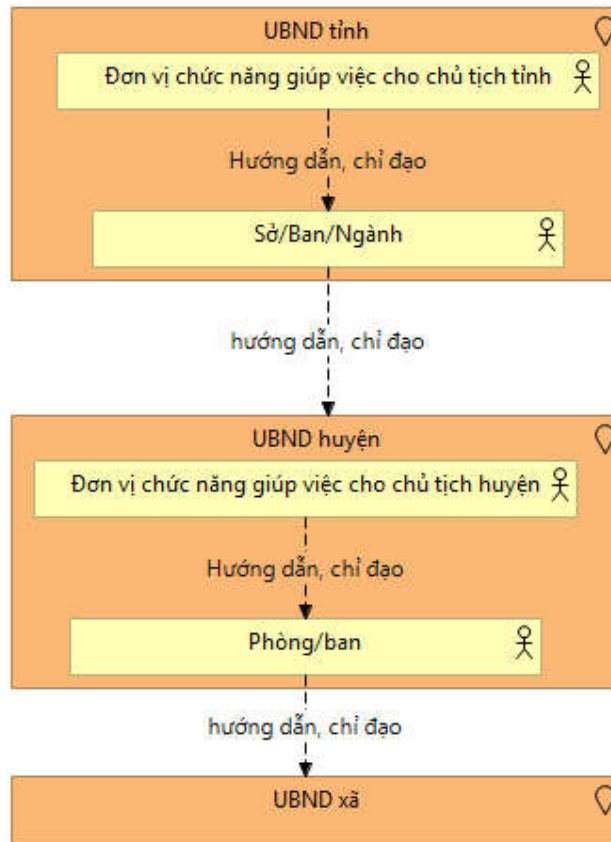 UBND tỉnh
Đơn vị chức năng giúp việc cho chủ tịch tỉnh
Hướng dẫn, chỉ đạo
Sở/Ban/Ngành
hướng dẫn, chỉ đạo
UBND huyện
Đơn vị chức năng giúp việc cho chủ tịch huyện
Hướng dẫn, chỉ đạo
Phòng/ban
hướng dẫn, chỉ đạo
UBND xã